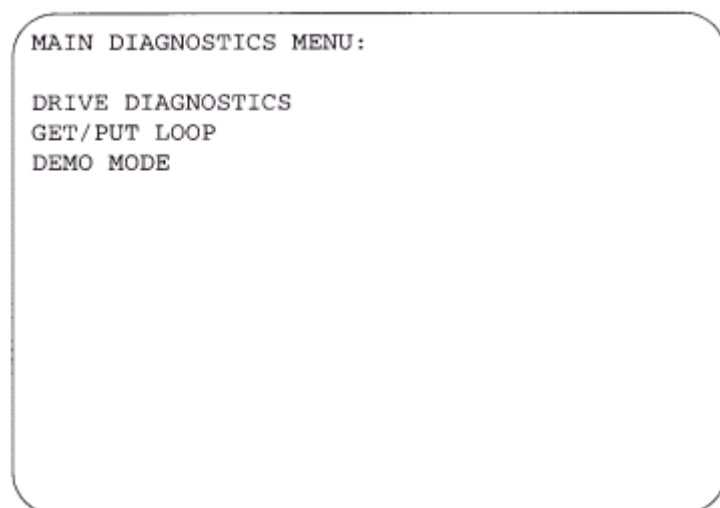 MAIN DIAGNOSTICS MENU:
DRIVE DIAGNOSTICS
GET/PUT LOOP
DEMO MODE